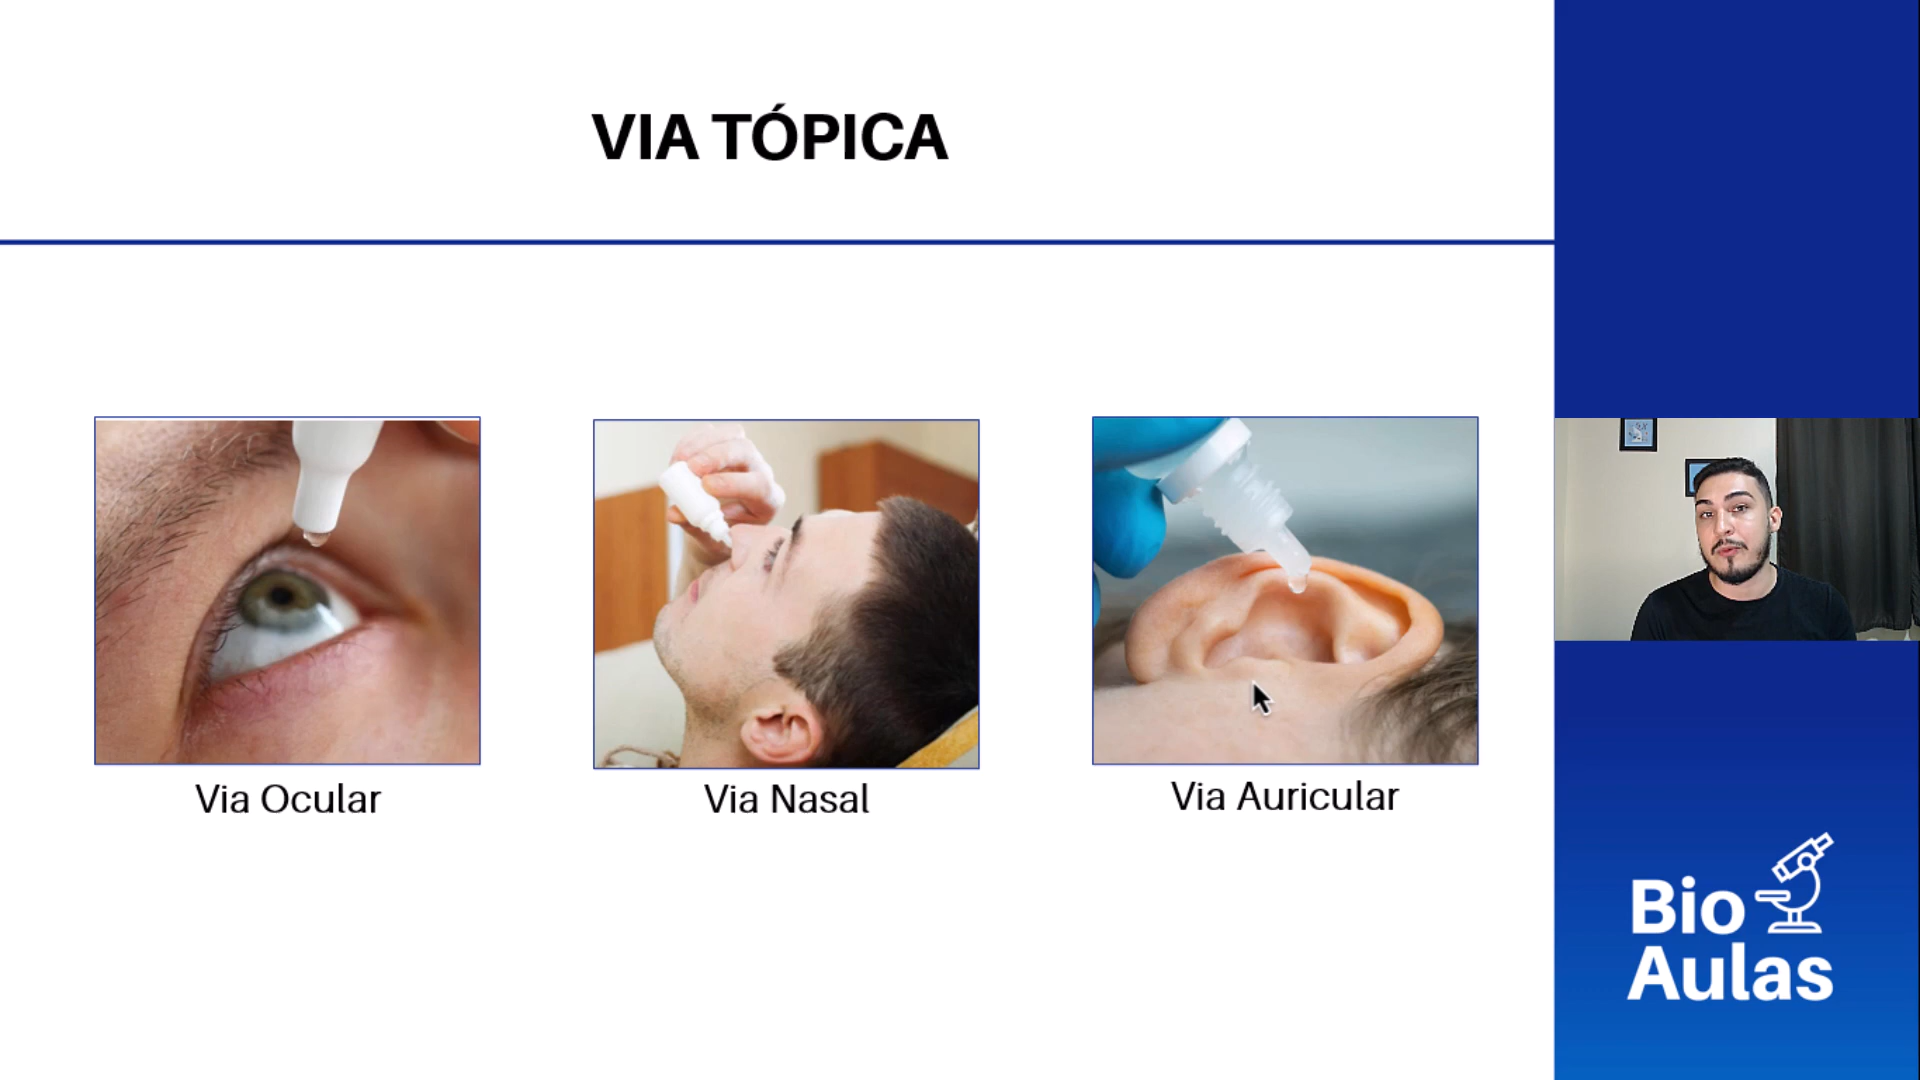 VIA TÓPICA
Via Ocular
Via Nasal
Via Auricular
Bio
Aulas